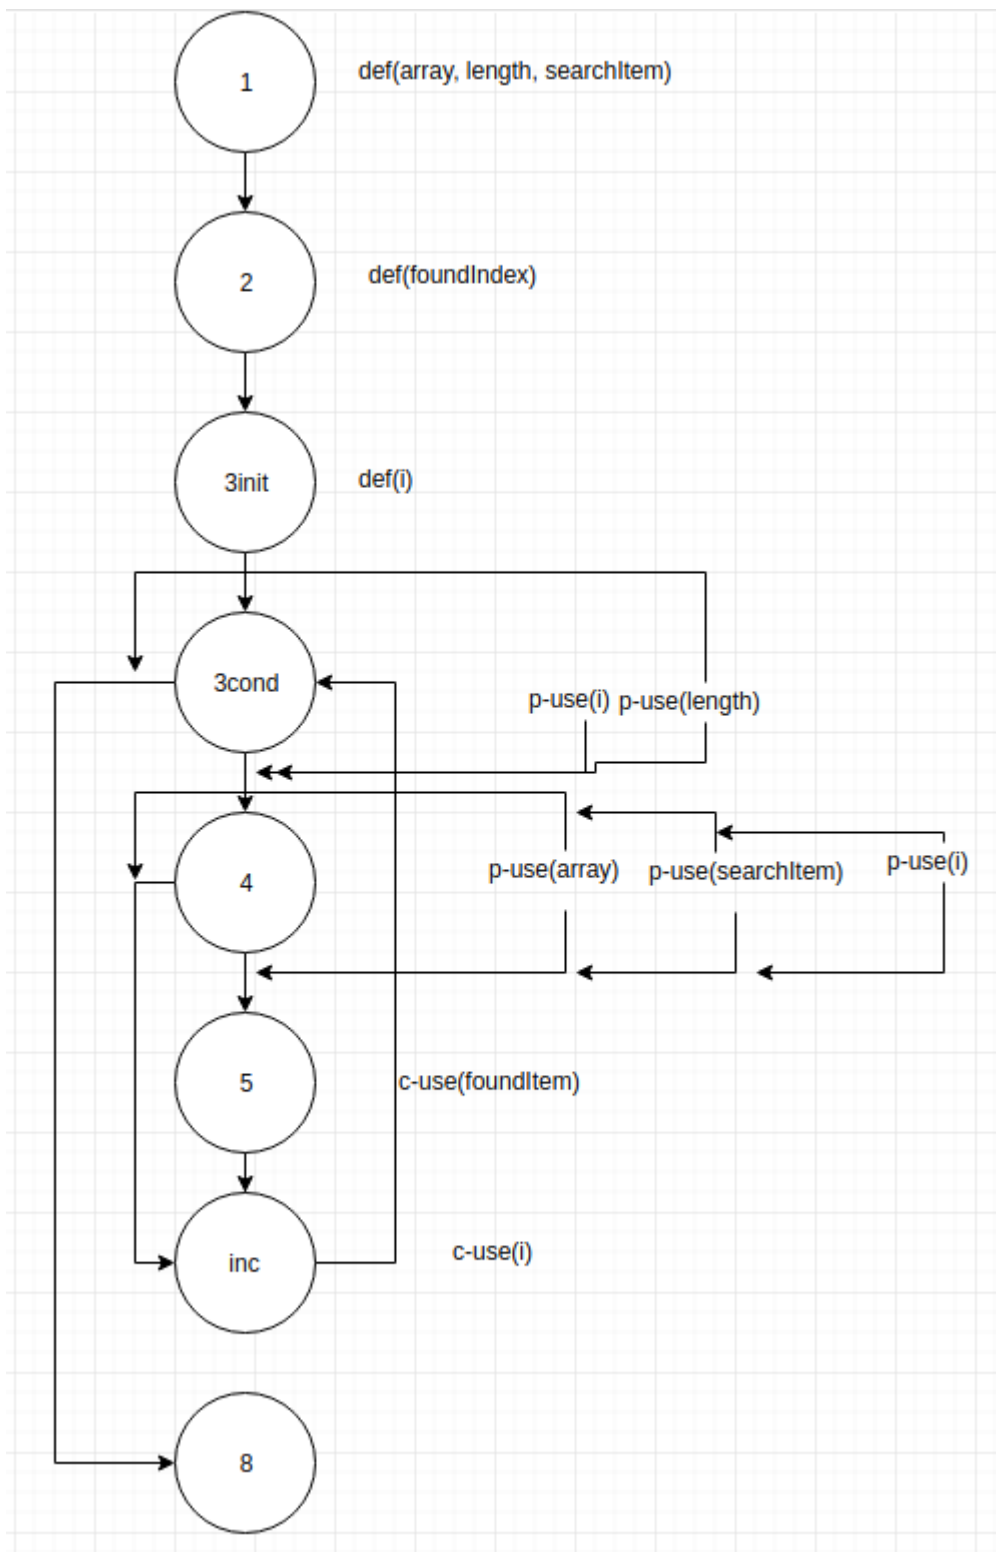 1
def(array, length, searchItem)
2
def(foundIndex)
3init
def(i)
3cond
p-use(i)
p-use(length)
4
p-use(array)
p-use(searchItem)
p-use(i)
5
c-use(foundItem)
inc
c-use(i)
8